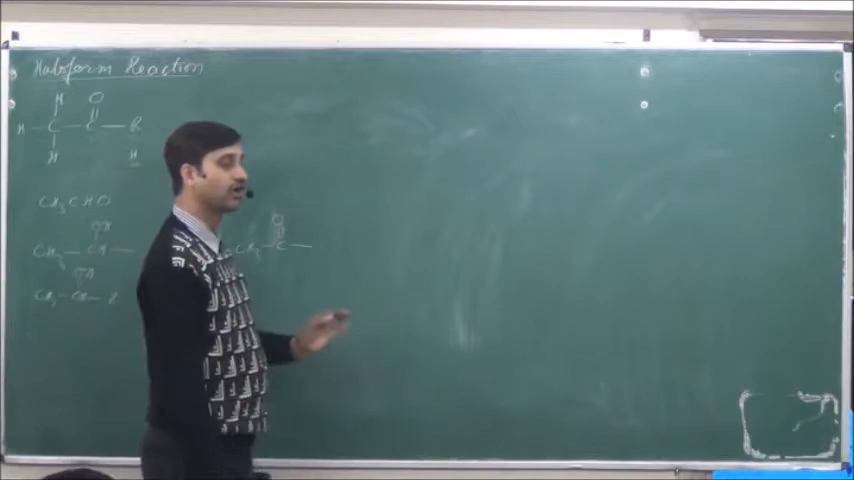 Haloform Reaction
H O
H — C — C — R
H H
CH₃CHO
OH O
CH₃ — CH — CH₃ — C —
OH
CH₃ — CH — R